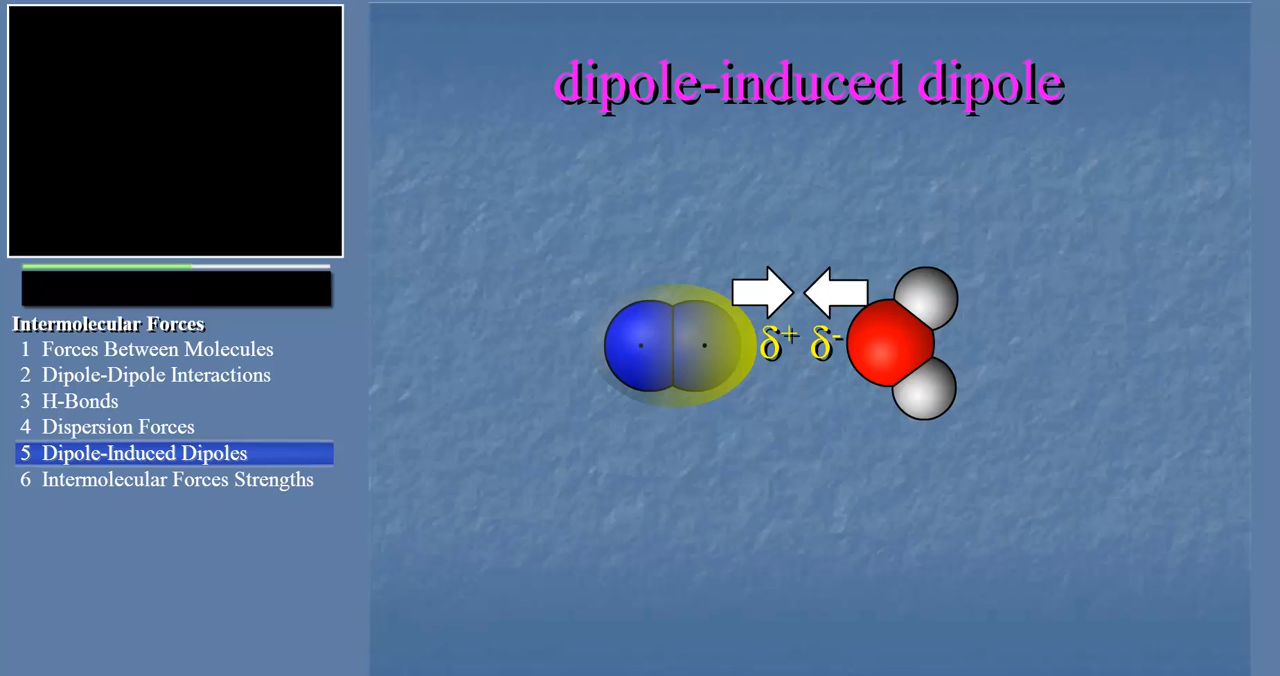 dipole-induced dipole
δ+ δ-
Intermolecular Forces
1 Forces Between Molecules
2 Dipole-Dipole Interactions
3 H-Bonds
4 Dispersion Forces
5 Dipole-Induced Dipoles
6 Intermolecular Forces Strengths